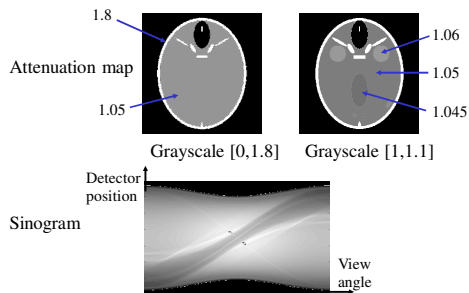 1.8
1.06
Attenuation map
1.05
1.05
1.045
Grayscale [0,1.8]
Grayscale [1,1.1]
Detector
position
Sinogram
View
angle